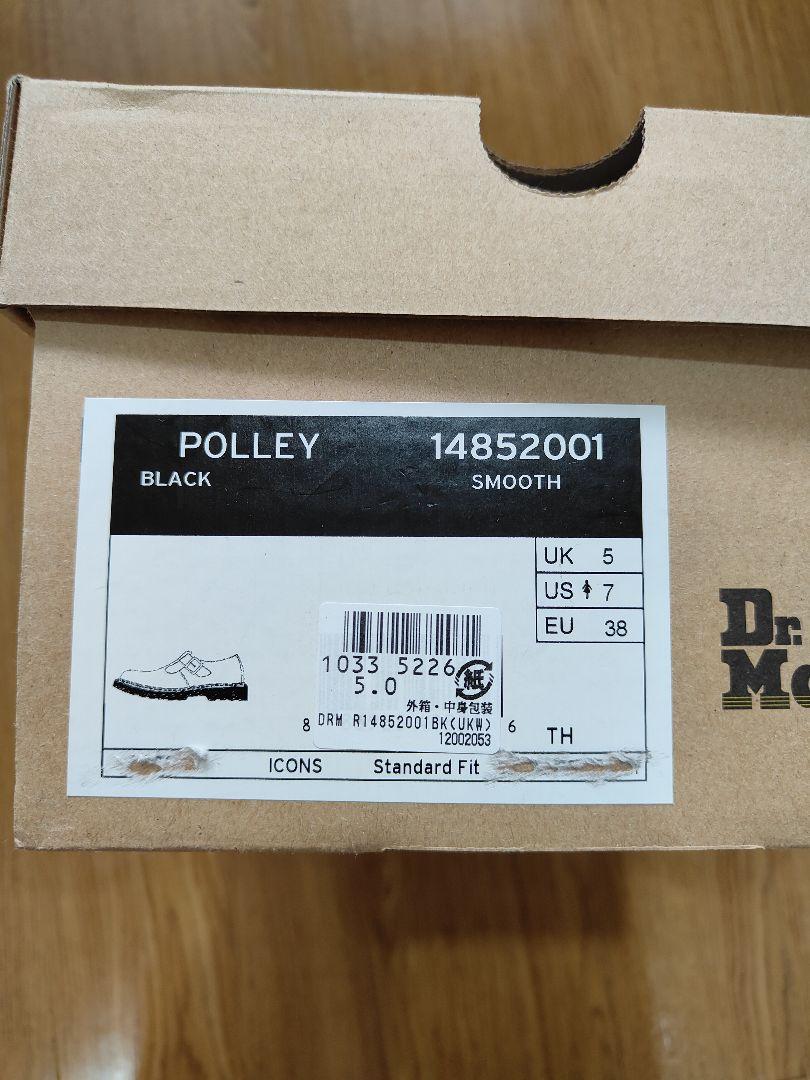 POLLEY 14852001
BLACK SMOOTH
UK 5
US 7
EU 38
1033 5226
5.0
紙
外箱・中身包装
DRM R14852001BK(UKW)
12002053
8 6
TH
ICONS Standard Fit
Dr.